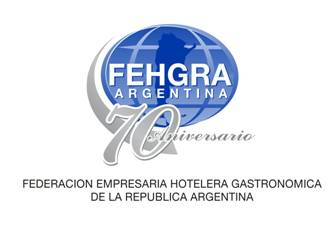 FEHGRA
ARGENTINA
70 Aniversario
FEDERACION EMPRESARIA HOTELERA GASTRONOMICA
DE LA REPUBLICA ARGENTINA